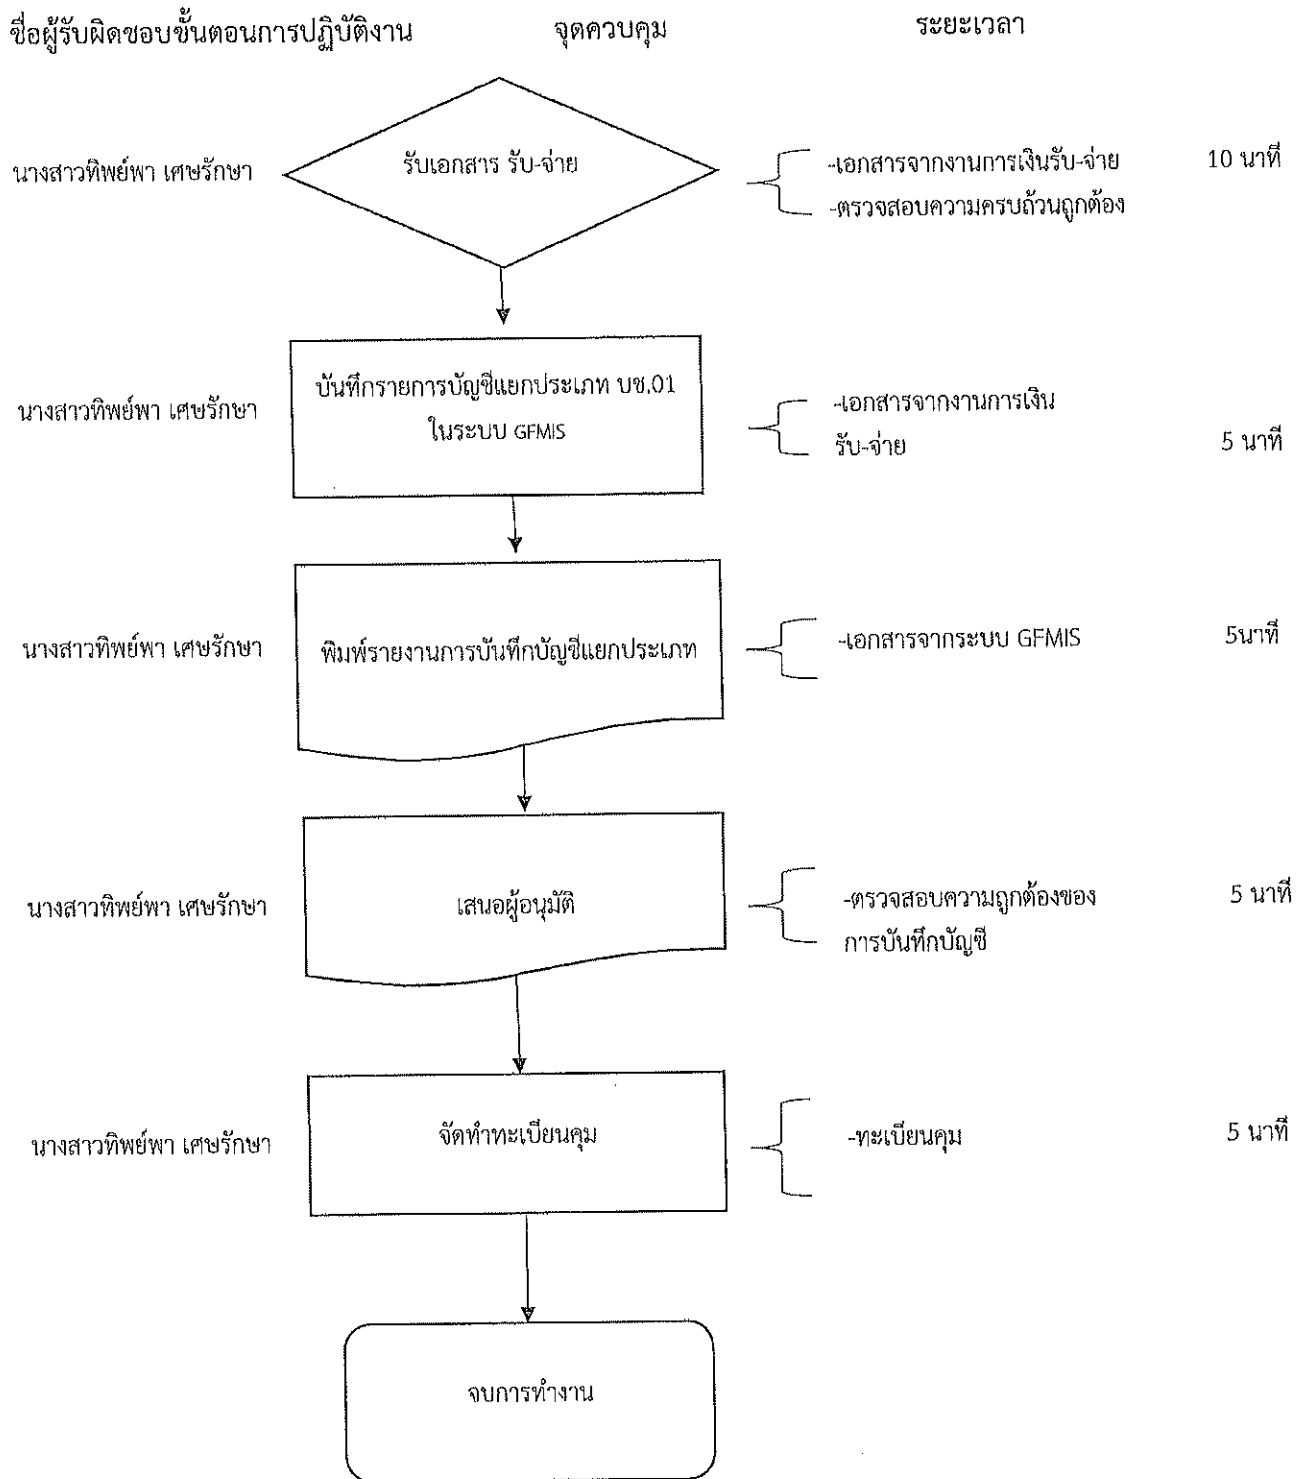 ชื่อผู้รับผิดชอบขั้นตอนการปฏิบัติงาน จุดควบคุม ระยะเวลา
นางสาวทิพย์พา เศษรักษา
รับเอกสาร รับ-จ่าย
-เอกสารจากงานการเงินรับ-จ่าย
-ตรวจสอบความครบถ้วนถูกต้อง
10 นาที
นางสาวทิพย์พา เศษรักษา
บันทึกรายการบัญชีแยกประเภท บช.01
ในระบบ GFMIS
-เอกสารจากงานการเงิน
รับ-จ่าย
5 นาที
นางสาวทิพย์พา เศษรักษา
พิมพ์รายงานการบันทึกบัญชีแยกประเภท
-เอกสารจากระบบ GFMIS
5นาที
นางสาวทิพย์พา เศษรักษา
เสนอผู้อนุมัติ
-ตรวจสอบความถูกต้องของ
การบันทึกบัญชี
5 นาที
นางสาวทิพย์พา เศษรักษา
จัดทำทะเบียนคุม
-ทะเบียนคุม
5 นาที
จบการทำงาน